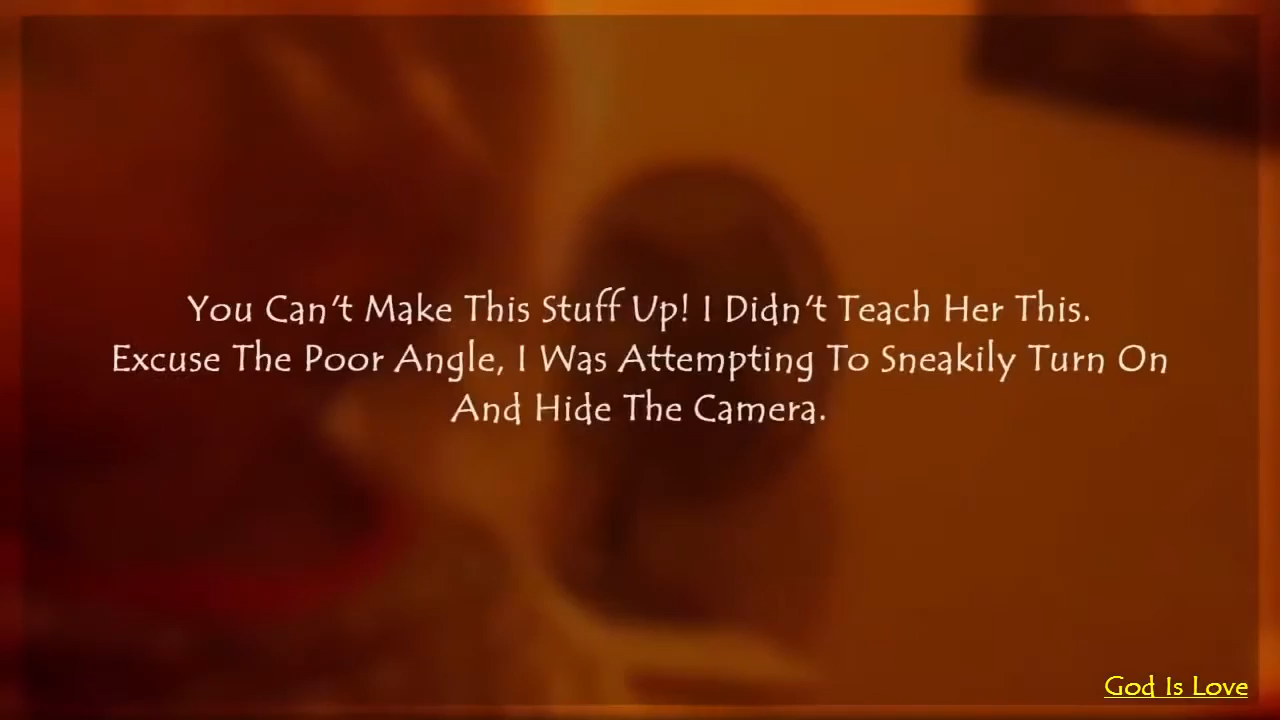 You Can't Make This Stuff Up! I Didn't Teach Her This.
Excuse The Poor Angle, I Was Attempting To Sneakily Turn On
And Hide The Camera.
God Is Love